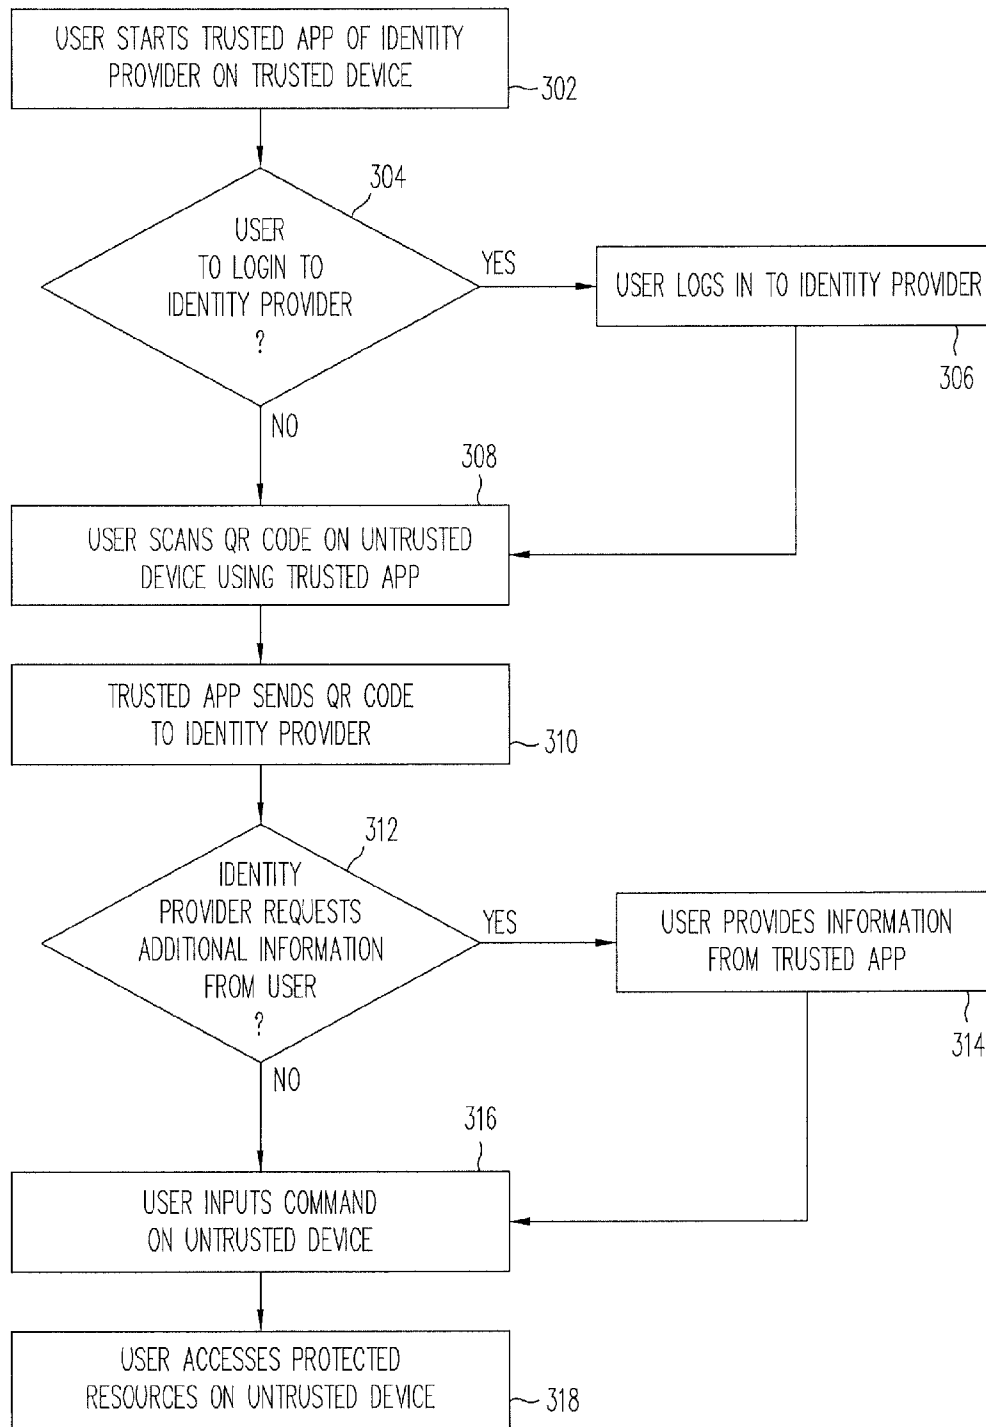 USER STARTS TRUSTED APP OF IDENTITY
PROVIDER ON TRUSTED DEVICE
302
304
USER
TO LOGIN TO
IDENTITY PROVIDER
?
YES
USER LOGS IN TO IDENTITY PROVIDER
306
NO
308
USER SCANS QR CODE ON UNTRUSTED
DEVICE USING TRUSTED APP
TRUSTED APP SENDS QR CODE
TO IDENTITY PROVIDER
310
312
IDENTITY
PROVIDER REQUESTS
ADDITIONAL INFORMATION
FROM USER
?
YES
USER PROVIDES INFORMATION
FROM TRUSTED APP
314
NO
316
USER INPUTS COMMAND
ON UNTRUSTED DEVICE
USER ACCESSES PROTECTED
RESOURCES ON UNTRUSTED DEVICE
318